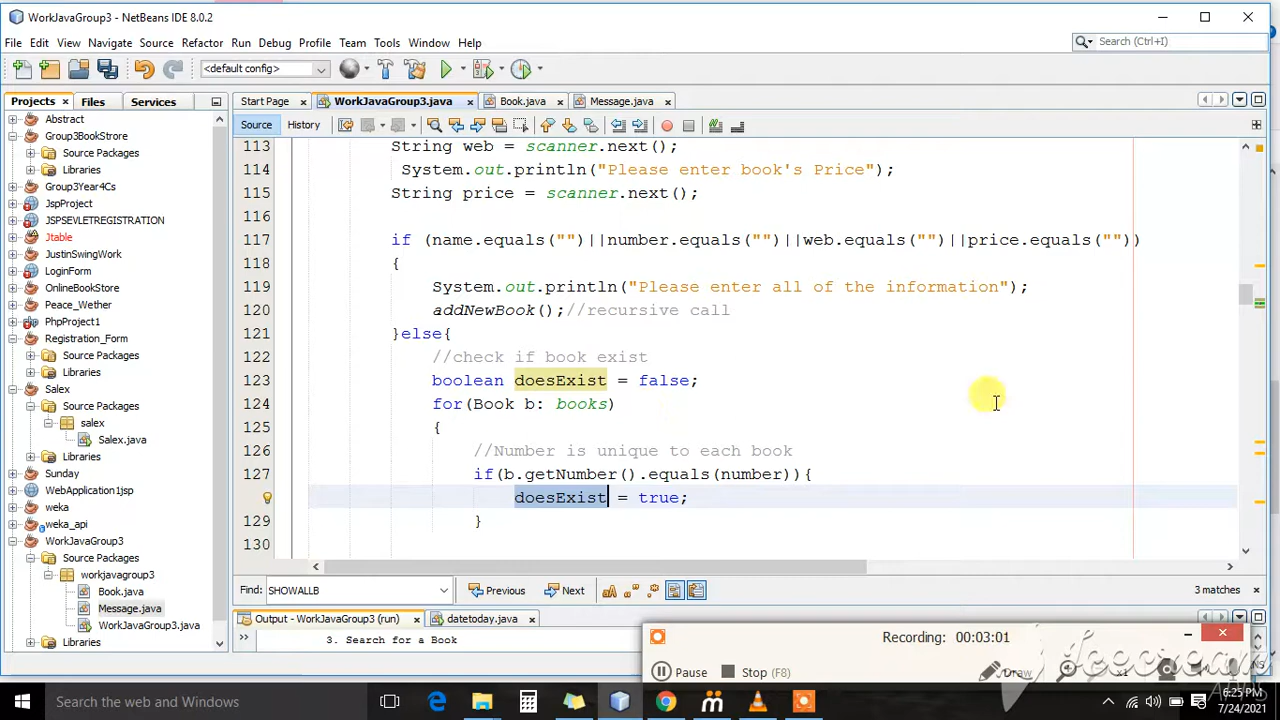 WorkJavaGroup3 - NetBeans IDE 8.0.2
File Edit View Navigate Source Refactor Run Debug Profile Team Tools Window Help
Search (Ctrl+I)
<default config>
Projects Files Services
Start Page WorkJavaGroup3.java Book.java Message.java
Source History
Abstract
Group3BookStrore
Source Packages
Libraries
Group3Year4Cs
JspProject
JSPSEVLETREGISTRATION
Jtable
JustinSwingWork
LoginForm
OnlineBookStore
Peace_Wether
PhpProject1
Registration_Form
Source Packages
Libraries
Salex
Source Packages
salex
Salex.java
Libraries
Sunday
WebApplication1jsp
weka
weka_api
WorkJavaGroup3
Source Packages
workjavagroup3
Book.java
Message.java
WorkJavaGroup3.java
Libraries
113 String web = scanner.next();
114 System.out.println("Please enter book's Price");
115 String price = scanner.next();
116
117 if (name.equals("")||number.equals("")||web.equals("")||price.equals(""))
118 {
119 System.out.println("Please enter all of the information");
120 addNewBook();//recursive call
121 }else{
122 //check if book exist
123 boolean doesExist = false;
124 for(Book b: books)
125 {
126 //Number is unique to each book
127 if(b.getNumber().equals(number)){
doesExist = true;
129 }
130
Find: SHOWALLB Previous Next 3 matches
Output - WorkJavaGroup3 (run) datetoday.java
3. Search for a Book
Recording: 00:03:01
Pause Stop (F8) Draw x1
Icecream
APPS
Search the web and Windows
6:25 PM
7/24/2021